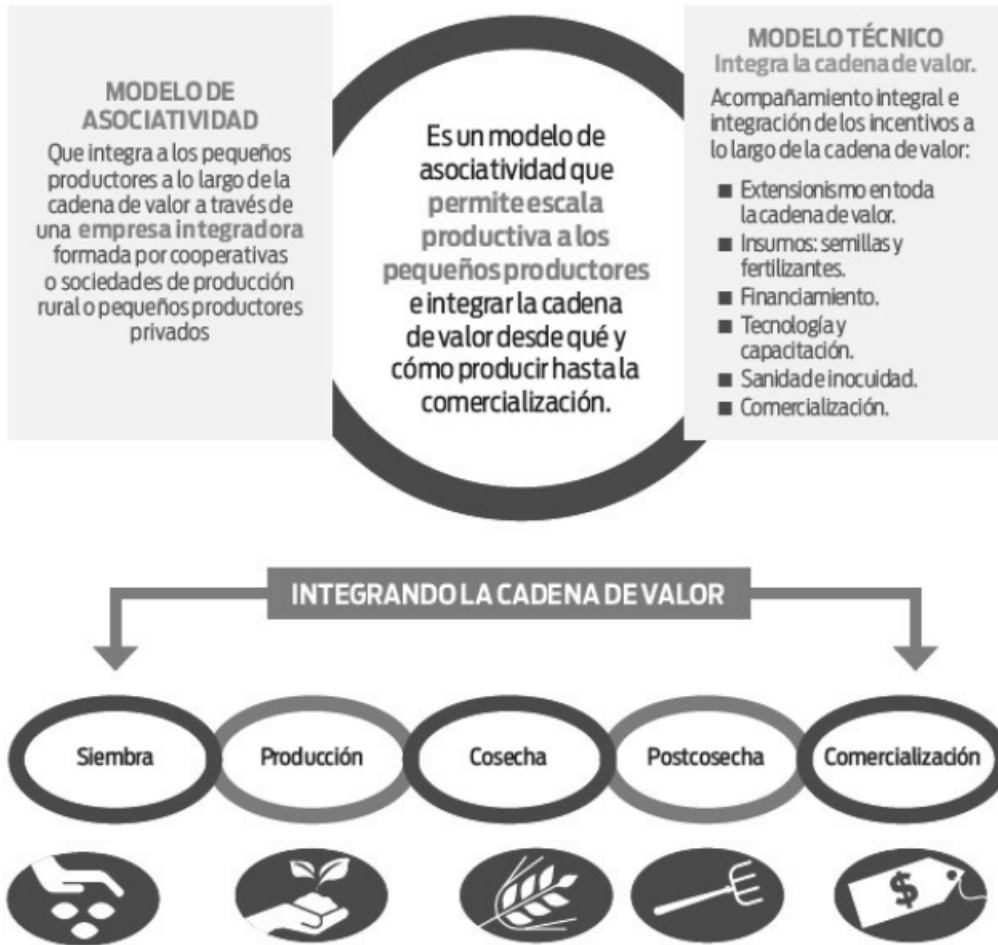 MODELO DE
ASOCIATIVIDAD
Que integra a los pequeños
productores a lo largo de la
cadena de valor a través de
una empresa integradora
formada por cooperativas
o sociedades de producción
rural o pequeños productores
privados
Es un modelo de
asociatividad que
permite escala
productiva a los
pequeños productores
e integrar la cadena
de valor desde qué y
cómo producir hasta la
comercialización.
MODELO TÉCNICO
Integra la cadena de valor.
Acompañamiento integral e
integración de los incentivos a
lo largo de la cadena de valor:
■ Extensionismo en toda
la cadena de valor.
■ Insumos: semillas y
fertilizantes.
■ Financiamiento.
■ Tecnología y
capacitación.
■ Sanidad e inocuidad.
■ Comercialización.
INTEGRANDO LA CADENA DE VALOR
Siembra
Producción
Cosecha
Postcosecha
Comercialización
$